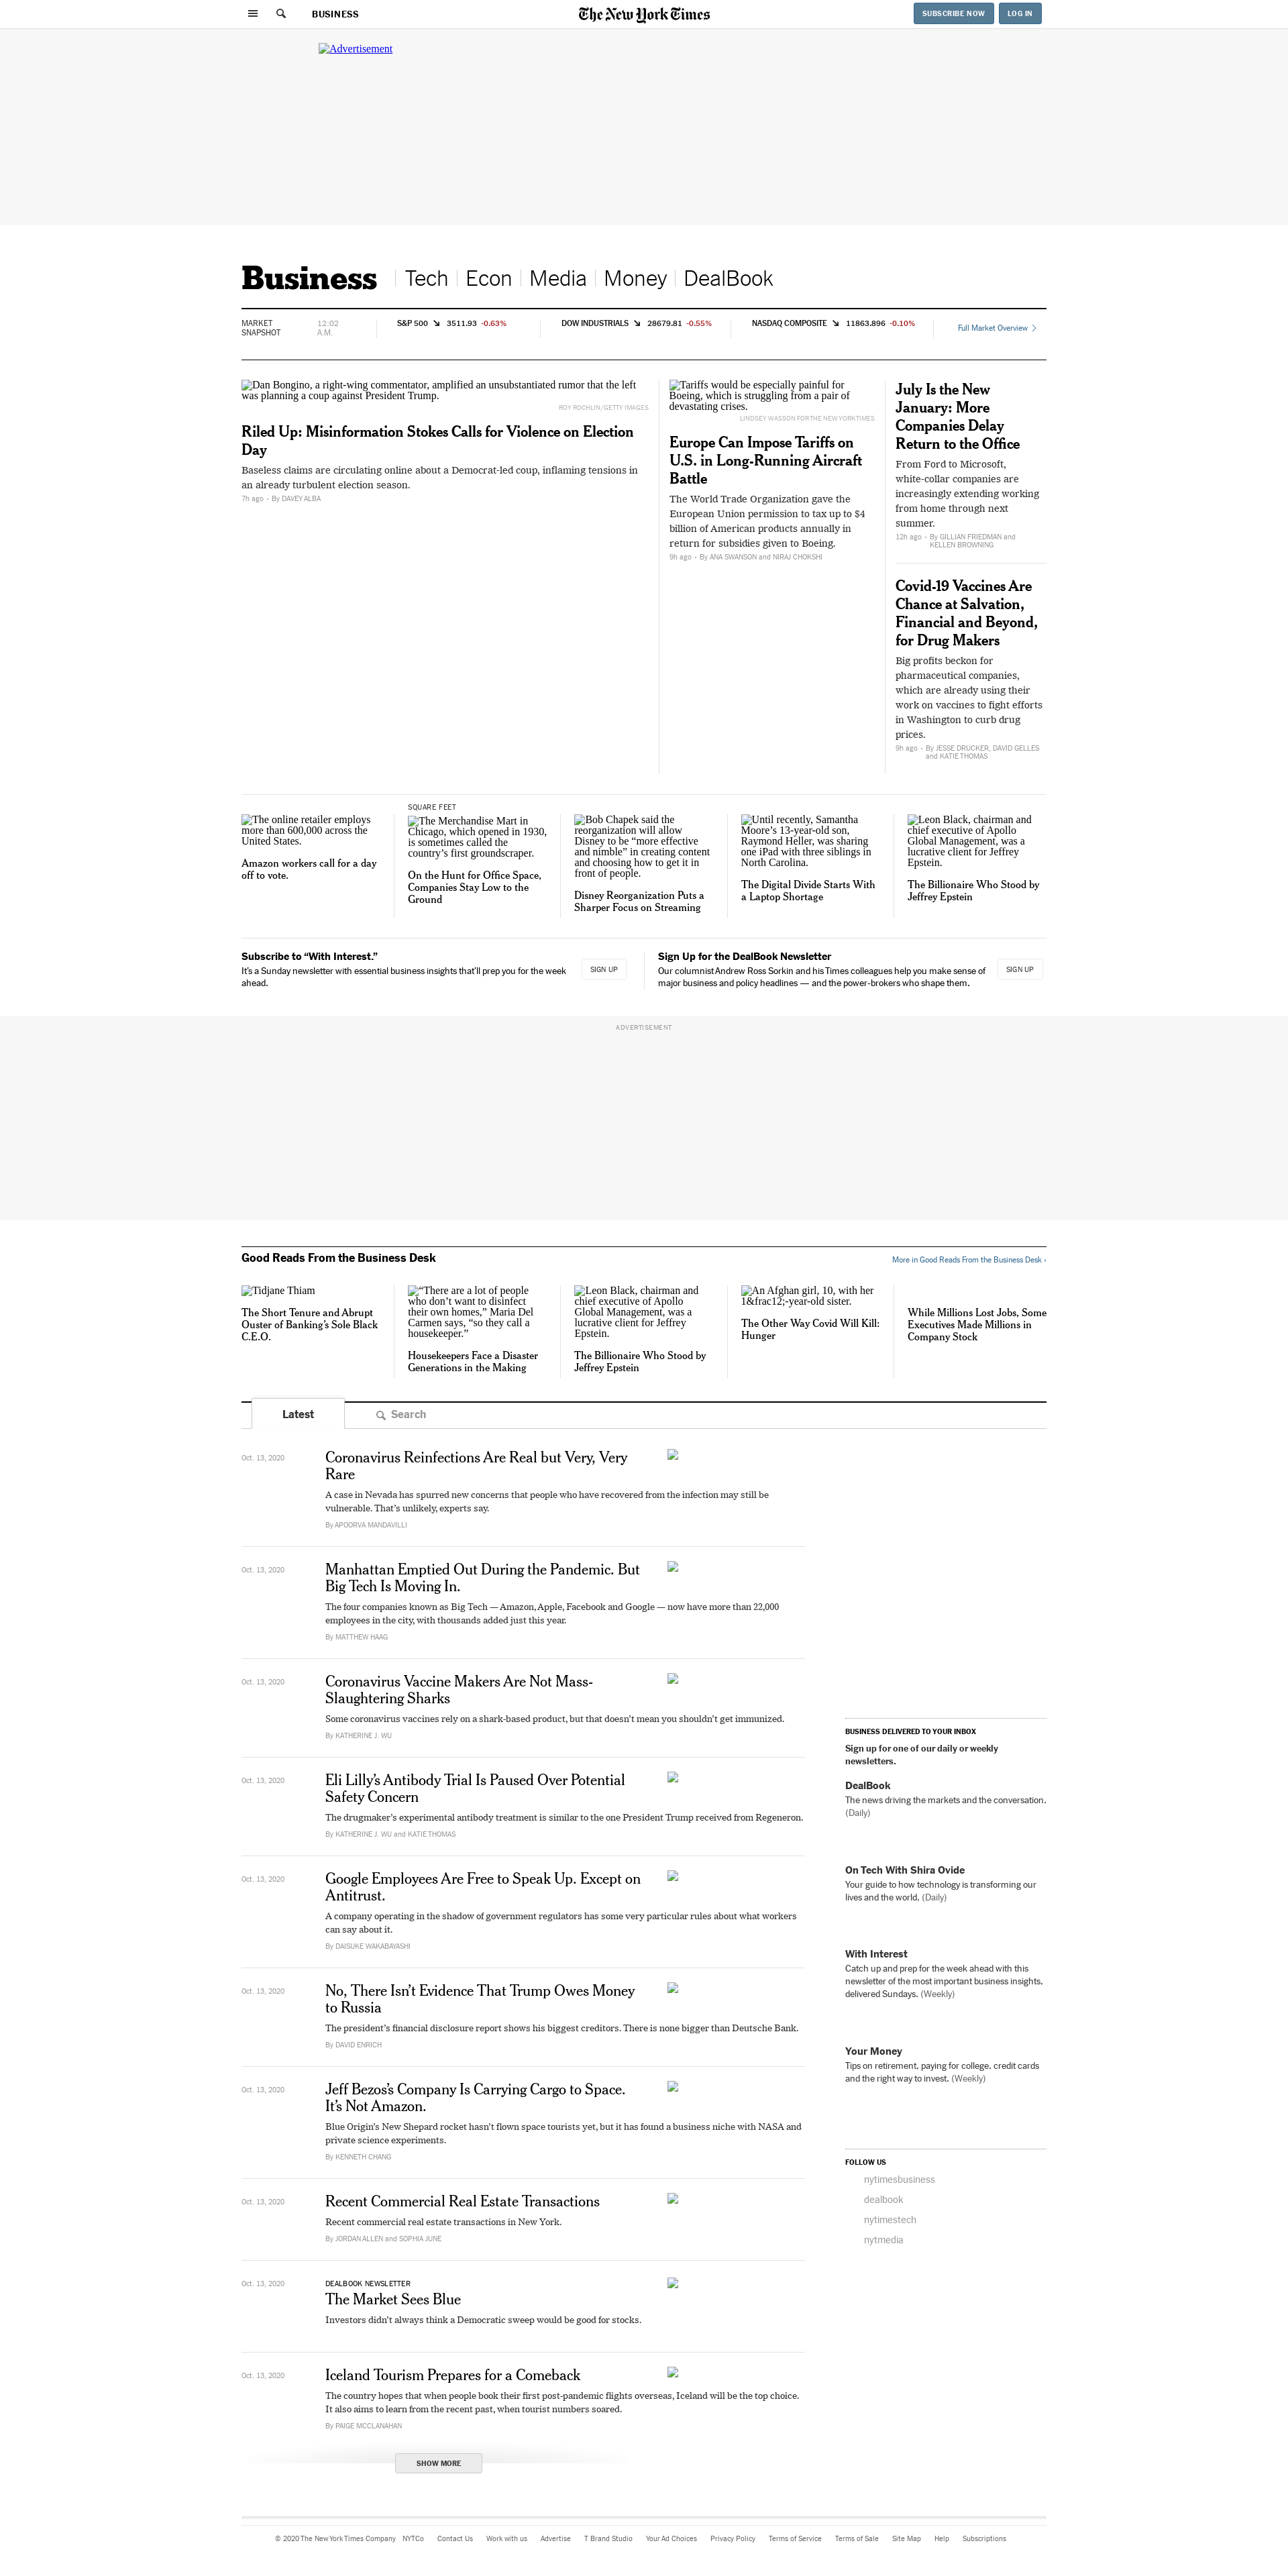 BUSINESS
The New York Times
SUBSCRIBE NOW
LOG IN
Advertisement
Business
Tech
Econ
Media
Money
DealBook
MARKET
SNAPSHOT
12:02
A.M.
S&P 500 3511.93 -0.63%
DOW INDUSTRIALS 28679.81 -0.55%
NASDAQ COMPOSITE 11863.896 -0.10%
Full Market Overview
Dan Bongino, a right-wing commentator, amplified an unsubstantiated rumor that the left
was planning a coup against President Trump.
ROY ROCHLIN/GETTY IMAGES
Riled Up: Misinformation Stokes Calls for Violence on Election
Day
Baseless claims are circulating online about a Democrat-led coup, inflaming tensions in
an already turbulent election season.
7h ago • By DAVEY ALBA
Tariffs would be especially painful for
Boeing, which is struggling from a pair of
devastating crises.
LINDSEY WASSON FOR THE NEW YORK TIMES
Europe Can Impose Tariffs on
U.S. in Long-Running Aircraft
Battle
The World Trade Organization gave the
European Union permission to tax up to $4
billion of American products annually in
return for subsidies given to Boeing.
9h ago • By ANA SWANSON and NIRAJ CHOKSHI
July Is the New
January: More
Companies Delay
Return to the Office
From Ford to Microsoft,
white-collar companies are
increasingly extending working
from home through next
summer.
12h ago • By GILLIAN FRIEDMAN and
KELLEN BROWNING
Covid-19 Vaccines Are
Chance at Salvation,
Financial and Beyond,
for Drug Makers
Big profits beckon for
pharmaceutical companies,
which are already using their
work on vaccines to fight efforts
in Washington to curb drug
prices.
9h ago • By JESSE DRUCKER, DAVID GELLES
and KATIE THOMAS
The online retailer employs
more than 600,000 across the
United States.
Amazon workers call for a day
off to vote.
SQUARE FEET
The Merchandise Mart in
Chicago, which opened in 1930,
is sometimes called the
country’s first groundscraper.
On the Hunt for Office Space,
Companies Stay Low to the
Ground
Bob Chapek said the
reorganization will allow
Disney to be “more effective
and nimble” in creating content
and choosing how to get it in
front of people.
Disney Reorganization Puts a
Sharper Focus on Streaming
Until recently, Samantha
Moore’s 13-year-old son,
Raymond Heller, was sharing
one iPad with three siblings in
North Carolina.
The Digital Divide Starts With
a Laptop Shortage
Leon Black, chairman and
chief executive of Apollo
Global Management, was a
lucrative client for Jeffrey
Epstein.
The Billionaire Who Stood by
Jeffrey Epstein
Subscribe to “With Interest.”
It’s a Sunday newsletter with essential business insights that’ll prep you for the week
ahead.
SIGN UP
Sign Up for the DealBook Newsletter
Our columnist Andrew Ross Sorkin and his Times colleagues help you make sense of
major business and policy headlines — and the power-brokers who shape them.
SIGN UP
ADVERTISEMENT
Good Reads From the Business Desk
More in Good Reads From the Business Desk ›
Tidjane Thiam
The Short Tenure and Abrupt
Ouster of Banking’s Sole Black
C.E.O.
“There are a lot of people
who don’t want to disinfect
their own homes,” Maria Del
Carmen says, “so they call a
housekeeper.”
Housekeepers Face a Disaster
Generations in the Making
Leon Black, chairman and
chief executive of Apollo
Global Management, was a
lucrative client for Jeffrey
Epstein.
The Billionaire Who Stood by
Jeffrey Epstein
An Afghan girl, 10, with her
1&frac12;-year-old sister.
The Other Way Covid Will Kill:
Hunger
While Millions Lost Jobs, Some
Executives Made Millions in
Company Stock
Latest
Search
Oct. 13, 2020
Coronavirus Reinfections Are Real but Very, Very
Rare
A case in Nevada has spurred new concerns that people who have recovered from the infection may still be
vulnerable. That’s unlikely, experts say.
By APOORVA MANDAVILLI
Oct. 13, 2020
Manhattan Emptied Out During the Pandemic. But
Big Tech Is Moving In.
The four companies known as Big Tech — Amazon, Apple, Facebook and Google — now have more than 22,000
employees in the city, with thousands added just this year.
By MATTHEW HAAG
Oct. 13, 2020
Coronavirus Vaccine Makers Are Not Mass-
Slaughtering Sharks
Some coronavirus vaccines rely on a shark-based product, but that doesn’t mean you shouldn’t get immunized.
By KATHERINE J. WU
Oct. 13, 2020
Eli Lilly’s Antibody Trial Is Paused Over Potential
Safety Concern
The drugmaker’s experimental antibody treatment is similar to the one President Trump received from Regeneron.
By KATHERINE J. WU and KATIE THOMAS
Oct. 13, 2020
Google Employees Are Free to Speak Up. Except on
Antitrust.
A company operating in the shadow of government regulators has some very particular rules about what workers
can say about it.
By DAISUKE WAKABAYASHI
Oct. 13, 2020
No, There Isn’t Evidence That Trump Owes Money
to Russia
The president’s financial disclosure report shows his biggest creditors. There is none bigger than Deutsche Bank.
By DAVID ENRICH
Oct. 13, 2020
Jeff Bezos’s Company Is Carrying Cargo to Space.
It’s Not Amazon.
Blue Origin’s New Shepard rocket hasn’t flown space tourists yet, but it has found a business niche with NASA and
private science experiments.
By KENNETH CHANG
Oct. 13, 2020
Recent Commercial Real Estate Transactions
Recent commercial real estate transactions in New York.
By JORDAN ALLEN and SOPHIA JUNE
Oct. 13, 2020
DEALBOOK NEWSLETTER
The Market Sees Blue
Investors didn’t always think a Democratic sweep would be good for stocks.
Oct. 13, 2020
Iceland Tourism Prepares for a Comeback
The country hopes that when people book their first post-pandemic flights overseas, Iceland will be the top choice.
It also aims to learn from the recent past, when tourist numbers soared.
By PAIGE MCCLANAHAN
SHOW MORE
BUSINESS DELIVERED TO YOUR INBOX
Sign up for one of our daily or weekly
newsletters.
DealBook
The news driving the markets and the conversation.
(Daily)
On Tech With Shira Ovide
Your guide to how technology is transforming our
lives and the world. (Daily)
With Interest
Catch up and prep for the week ahead with this
newsletter of the most important business insights,
delivered Sundays. (Weekly)
Your Money
Tips on retirement, paying for college, credit cards
and the right way to invest. (Weekly)
FOLLOW US
nytimesbusiness
dealbook
nytimestech
nytmedia
© 2020 The New York Times Company NYTCo Contact Us Work with us Advertise T Brand Studio Your Ad Choices Privacy Policy Terms of Service Terms of Sale Site Map Help Subscriptions